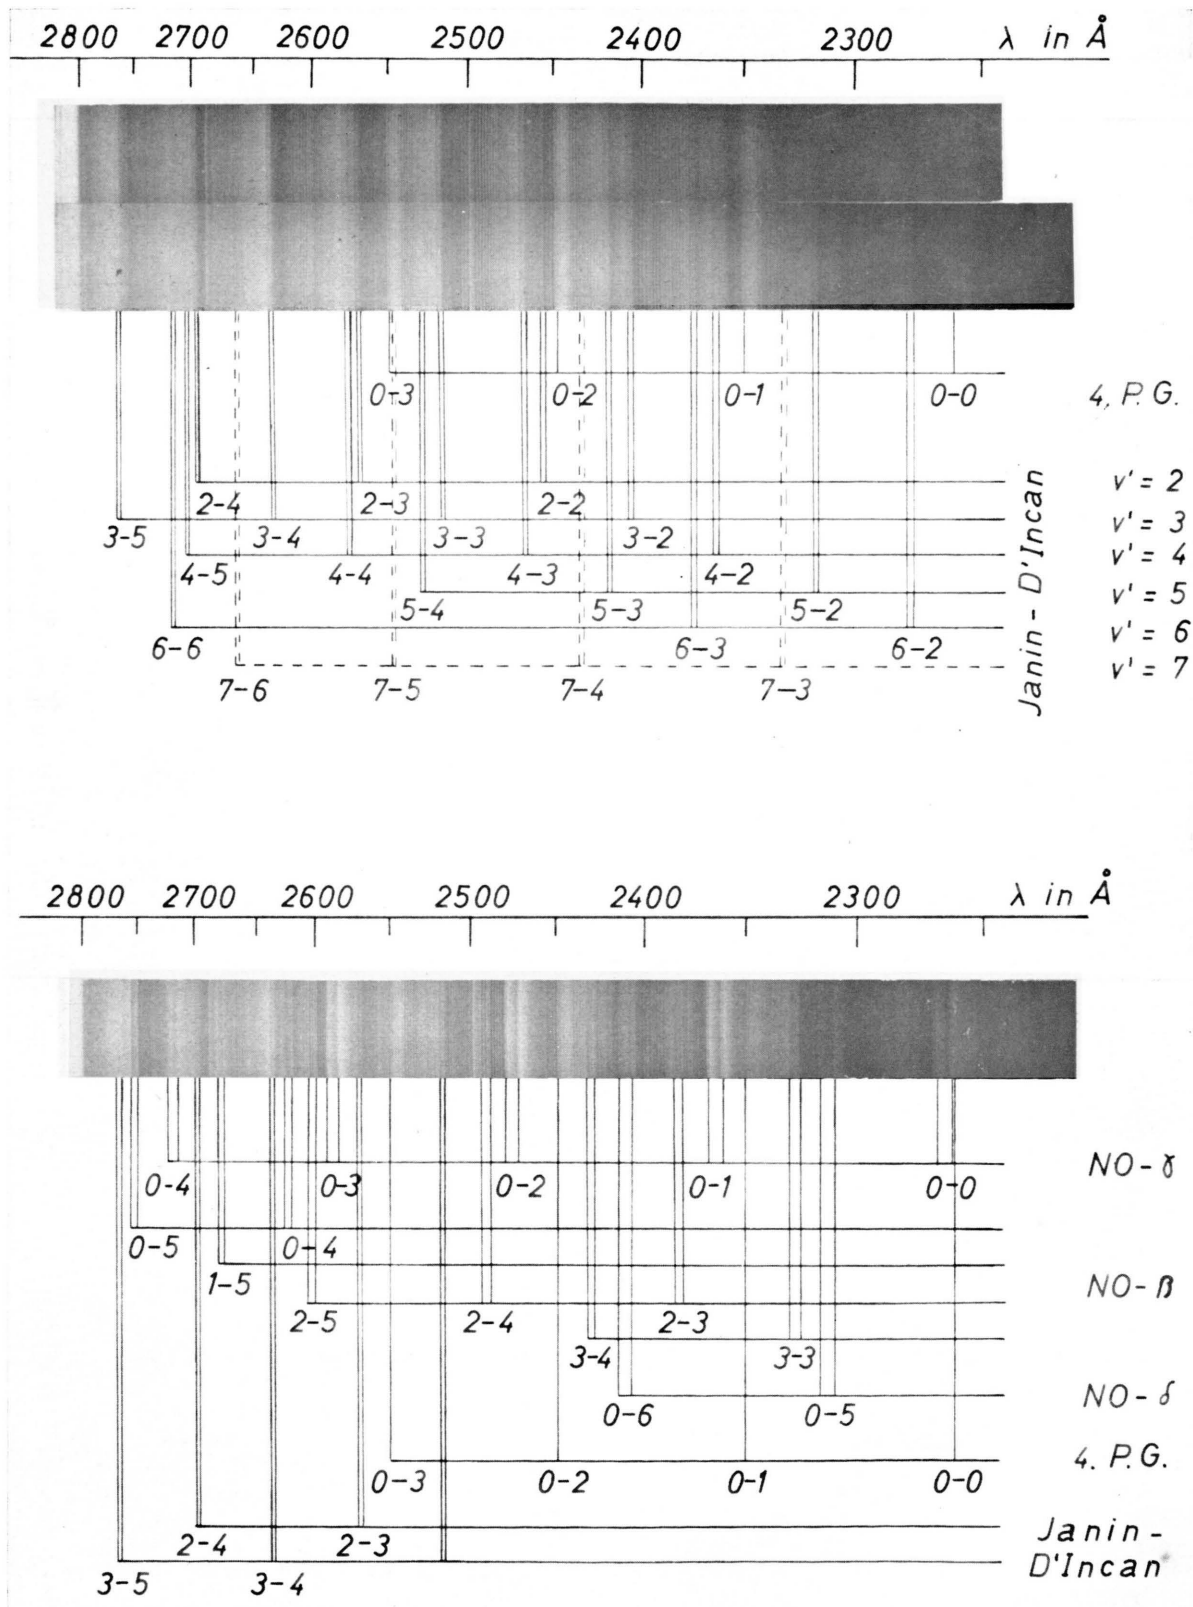 2800 2700 2600 2500 2400 2300 λ in Å
0-3 0-2 0-1 0-0 4, P.G.
2-4 2-3 2-2 v' = 2
3-5 3-4 3-3 3-2 v' = 3
4-5 4-4 4-3 4-2 v' = 4
5-4 5-3 5-2 v' = 5
6-6 6-3 6-2 v' = 6
7-6 7-5 7-4 7-3 v' = 7
Janin - D'Incan
2800 2700 2600 2500 2400 2300 λ in Å
0-4 0-3 0-2 0-1 0-0 NO-γ
0-5 0-4
1-5 NO-β
2-5 2-4 2-3
3-4 3-3
0-6 0-5 NO-δ
0-3 0-2 0-1 0-0 4. P.G.
2-4 2-3 Janin -
3-5 3-4 D'Incan